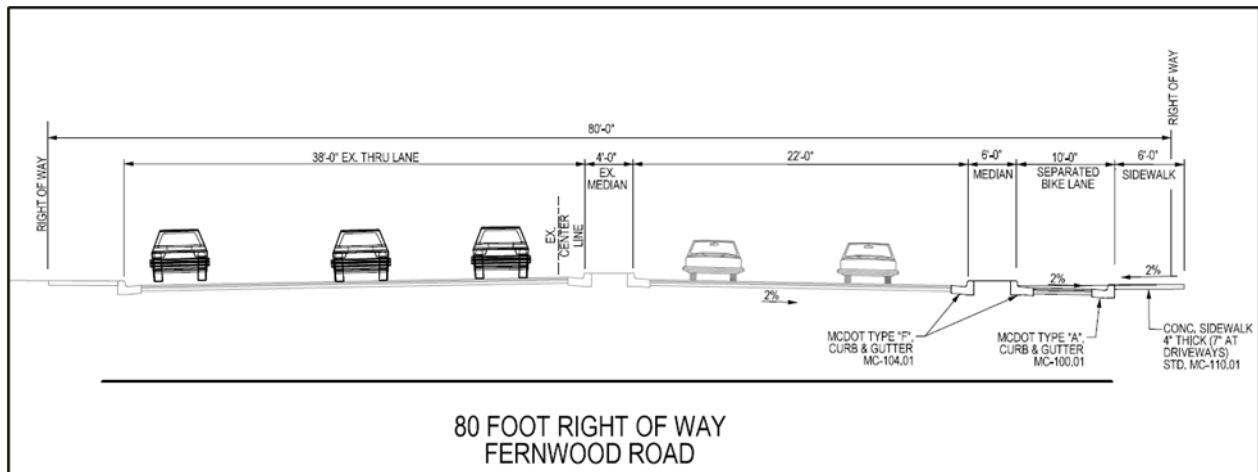 80'-0"
RIGHT OF WAY
RIGHT OF WAY
38'-0" EX. THRU LANE
4'-0"
EX.
MEDIAN
22'-0"
6'-0"
MEDIAN
10'-0"
SEPARATED
BIKE LANE
6'-0"
SIDEWALK
EX.
CENTER
LINE
2%
2%
2%
MCDOT TYPE "F",
CURB & GUTTER
MC-104.01
MCDOT TYPE "A",
CURB & GUTTER
MC-100.01
CONC. SIDEWALK
4" THICK (7" AT
DRIVEWAYS)
STD. MC-110.01
80 FOOT RIGHT OF WAY
FERNWOOD ROAD